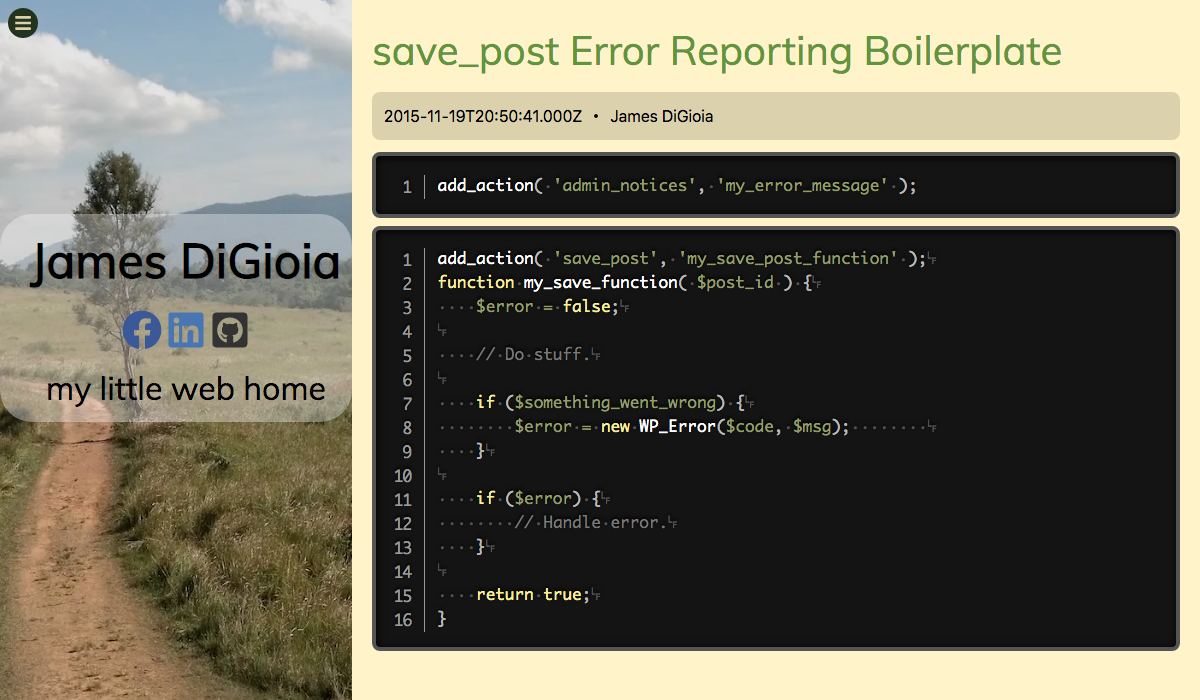 James DiGioia
my little web home
save_post Error Reporting Boilerplate
2015-11-19T20:50:41.000Z • James DiGioia
1 add_action( 'admin_notices', 'my_error_message' );
1 add_action( 'save_post', 'my_save_post_function' );
2 function my_save_function( $post_id ) {
3     $error = false;
4
5     // Do stuff.
6
7     if ($something_went_wrong) {
8         $error = new WP_Error($code, $msg);
9     }
10
11     if ($error) {
12         // Handle error.
13     }
14
15     return true;
16 }